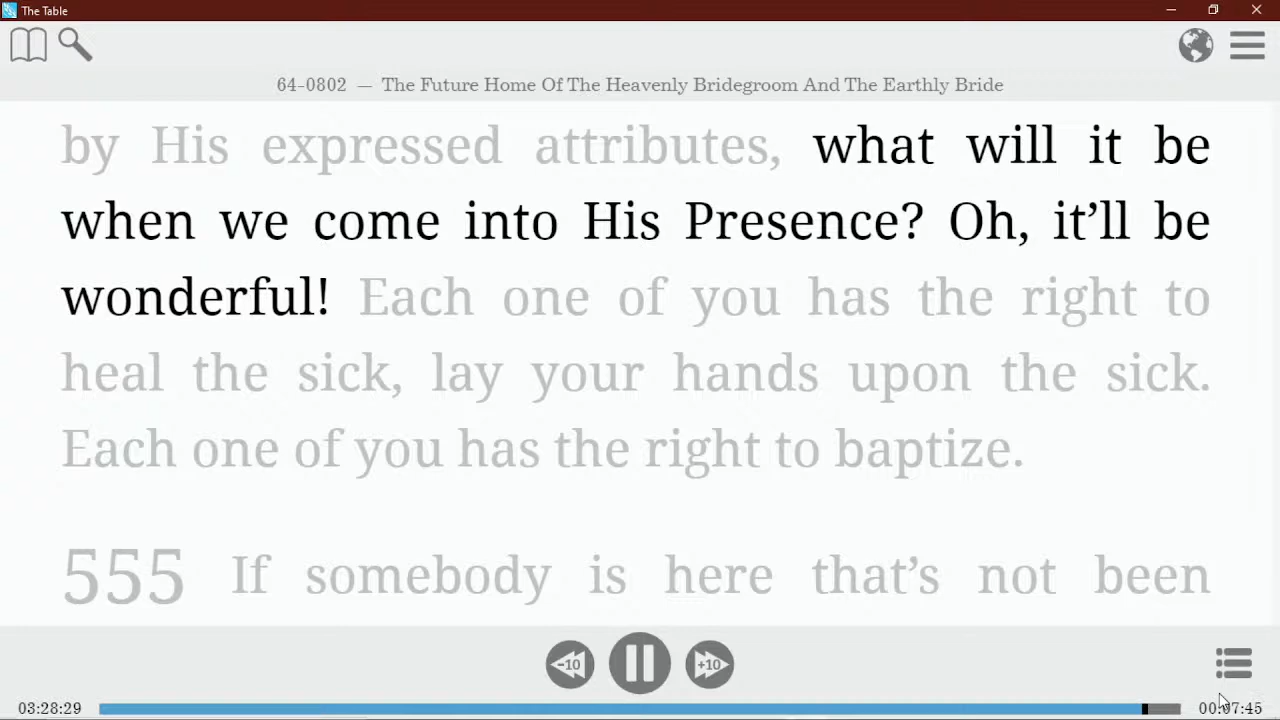 The Table
64-0802 — The Future Home Of The Heavenly Bridegroom And The Earthly Bride
by His expressed attributes, what will it be
when we come into His Presence? Oh, it’ll be
wonderful! Each one of you has the right to
heal the sick, lay your hands upon the sick.
Each one of you has the right to baptize.
555 If somebody is here that’s not been
-10 +10
03:28:29 00:07:45